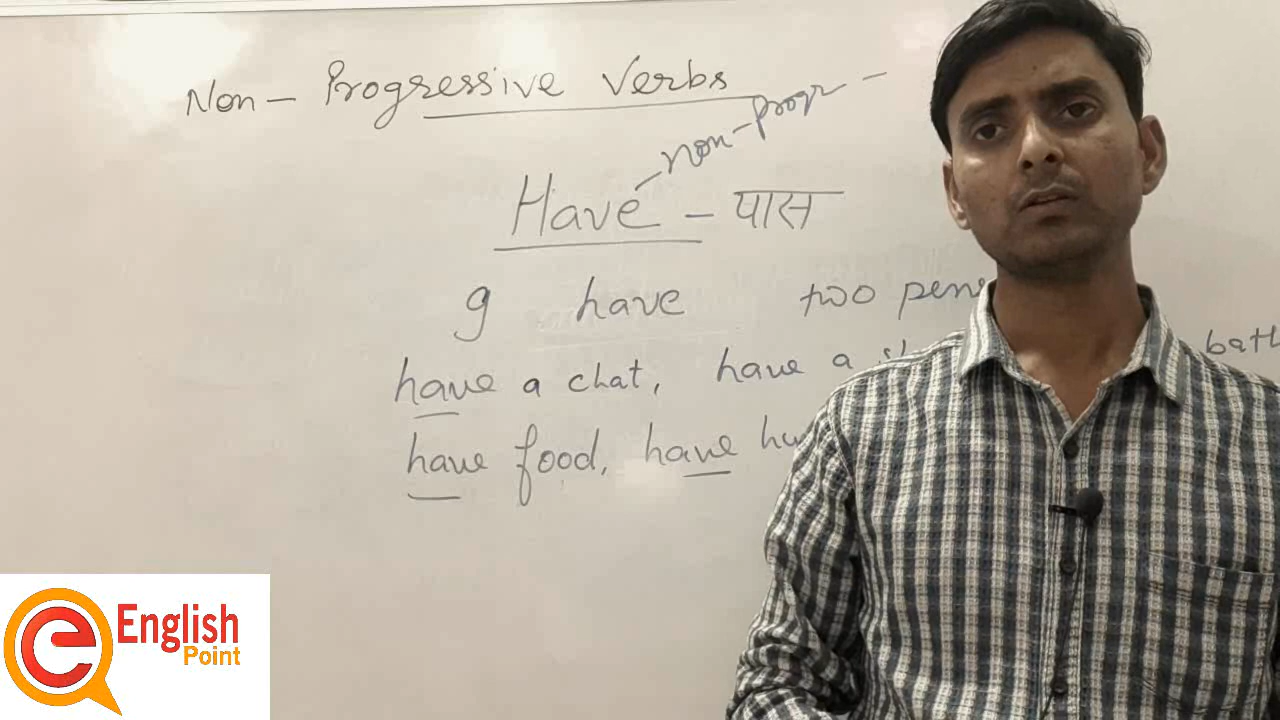 Non - Progressive Verbs
non-progr -
Have - पास
I have two pens
have a chat, have a bath
have food, have
English
Point